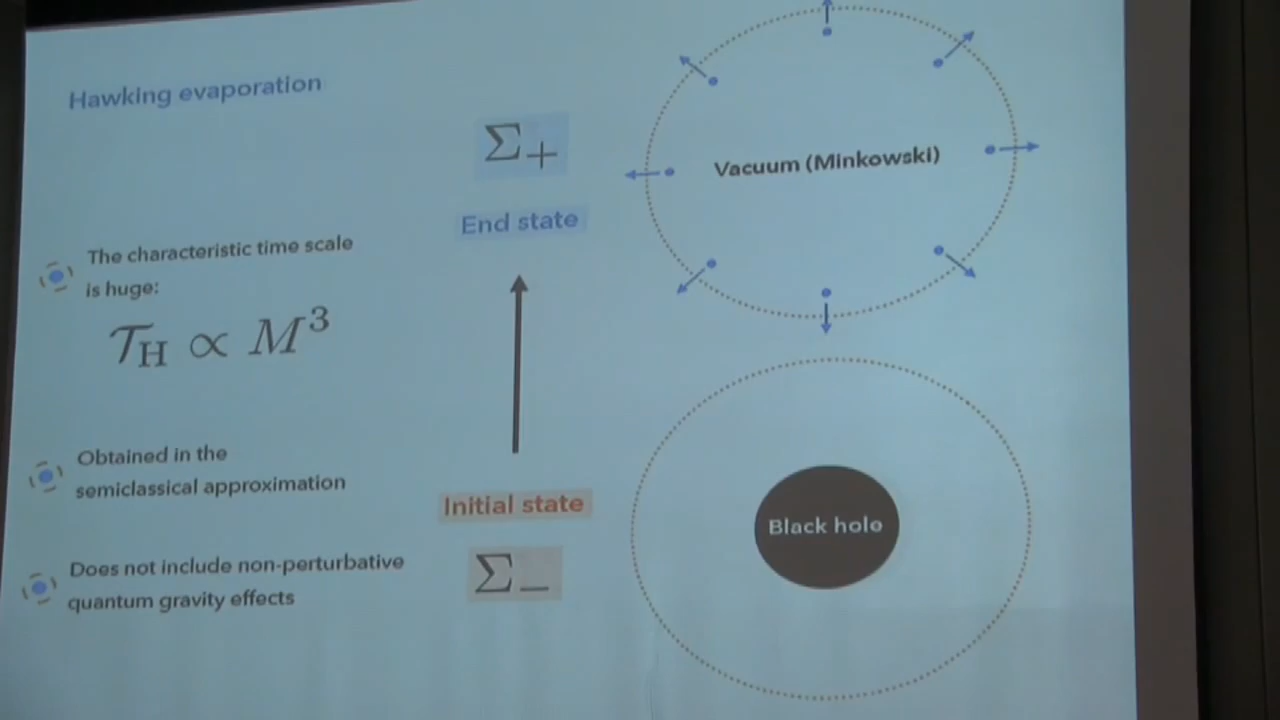 Hawking evaporation
The characteristic time scale
is huge:
𝒯_H ∝ M³
Obtained in the
semiclassical approximation
Does not include non-perturbative
quantum gravity effects
Σ₊
End state
Initial state
Σ₋
Vacuum (Minkowski)
Black hole